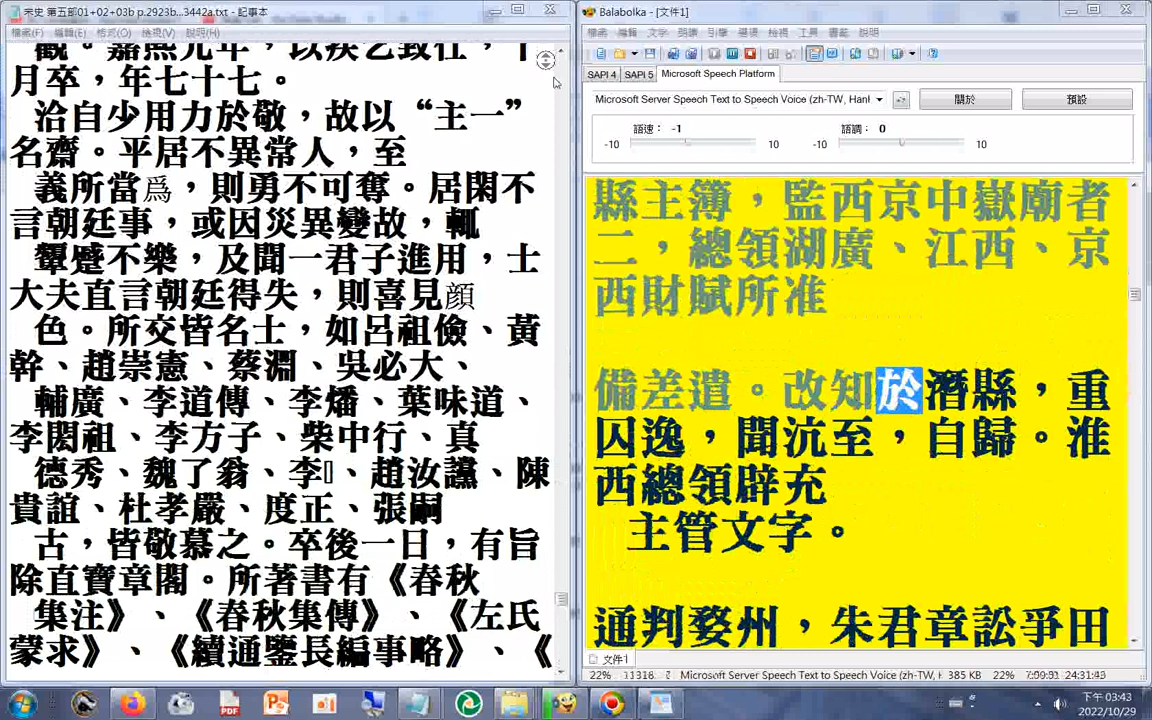 宋史 第五部01+02+03b p.2923b...3442a.txt - 記事本
檔案(F) 編輯(E) 格式(O) 檢視(V) 說明(H)
觀。嘉熙元年，以疾乞致仕，十
月卒，年七十七。
洽自少用力於敬，故以“主一”
名齋。平居不異常人，至
義所當爲，則勇不可奪。居閑不
言朝廷事，或因災異變故，輒
顰蹙不樂，及聞一君子進用，士
大夫直言朝廷得失，則喜見顔
色。所交皆名士，如呂祖儉、黃
榦、趙崇憲、蔡淵、吳必大、
輔廣、李道傳、李燔、葉味道、
李閎祖、李方子、柴中行、真
德秀、魏了翁、李、趙汝讜、陳
貴誼、杜孝嚴、度正、張嗣
古，皆敬慕之。卒後一日，有旨
除直寶章閣。所著書有《春秋
集注》、《春秋集傳》、《左氏
蒙求》、《續通鑒長編事略》、《
Balabolka - [文件1]
檔案 編輯 文字 朗讀 引擎 選項 檢視 工具 書籤 說明
SAPI 4 SAPI 5 Microsoft Speech Platform
Microsoft Server Speech Text to Speech Voice (zh-TW, Han 關於 預設
語速： -1 語調： 0
-10 10 -10 10
縣主簿，監西京中嶽廟者
二，總領湖廣、江西、京
西財賦所准
備差遣。改知於潛縣，重
囚逸，聞沆至，自歸。淮
西總領辟充
主管文字。
通判婺州，朱君章訟爭田
文件1
22% Microsoft Server Speech Text to Speech Voice (zh-TW, H 385 KB 22% 24:31:43
下午 03:43
2022/10/29